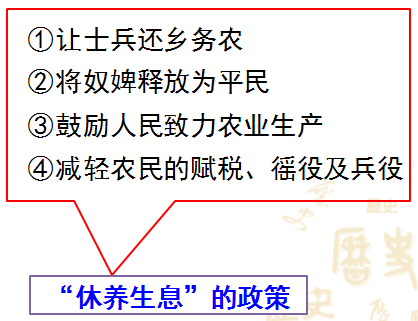 ①让士兵还乡务农
②将奴婢释放为平民
③鼓励人民致力农业生产
④减轻农民的赋税、徭役及兵役
“休养生息”的政策